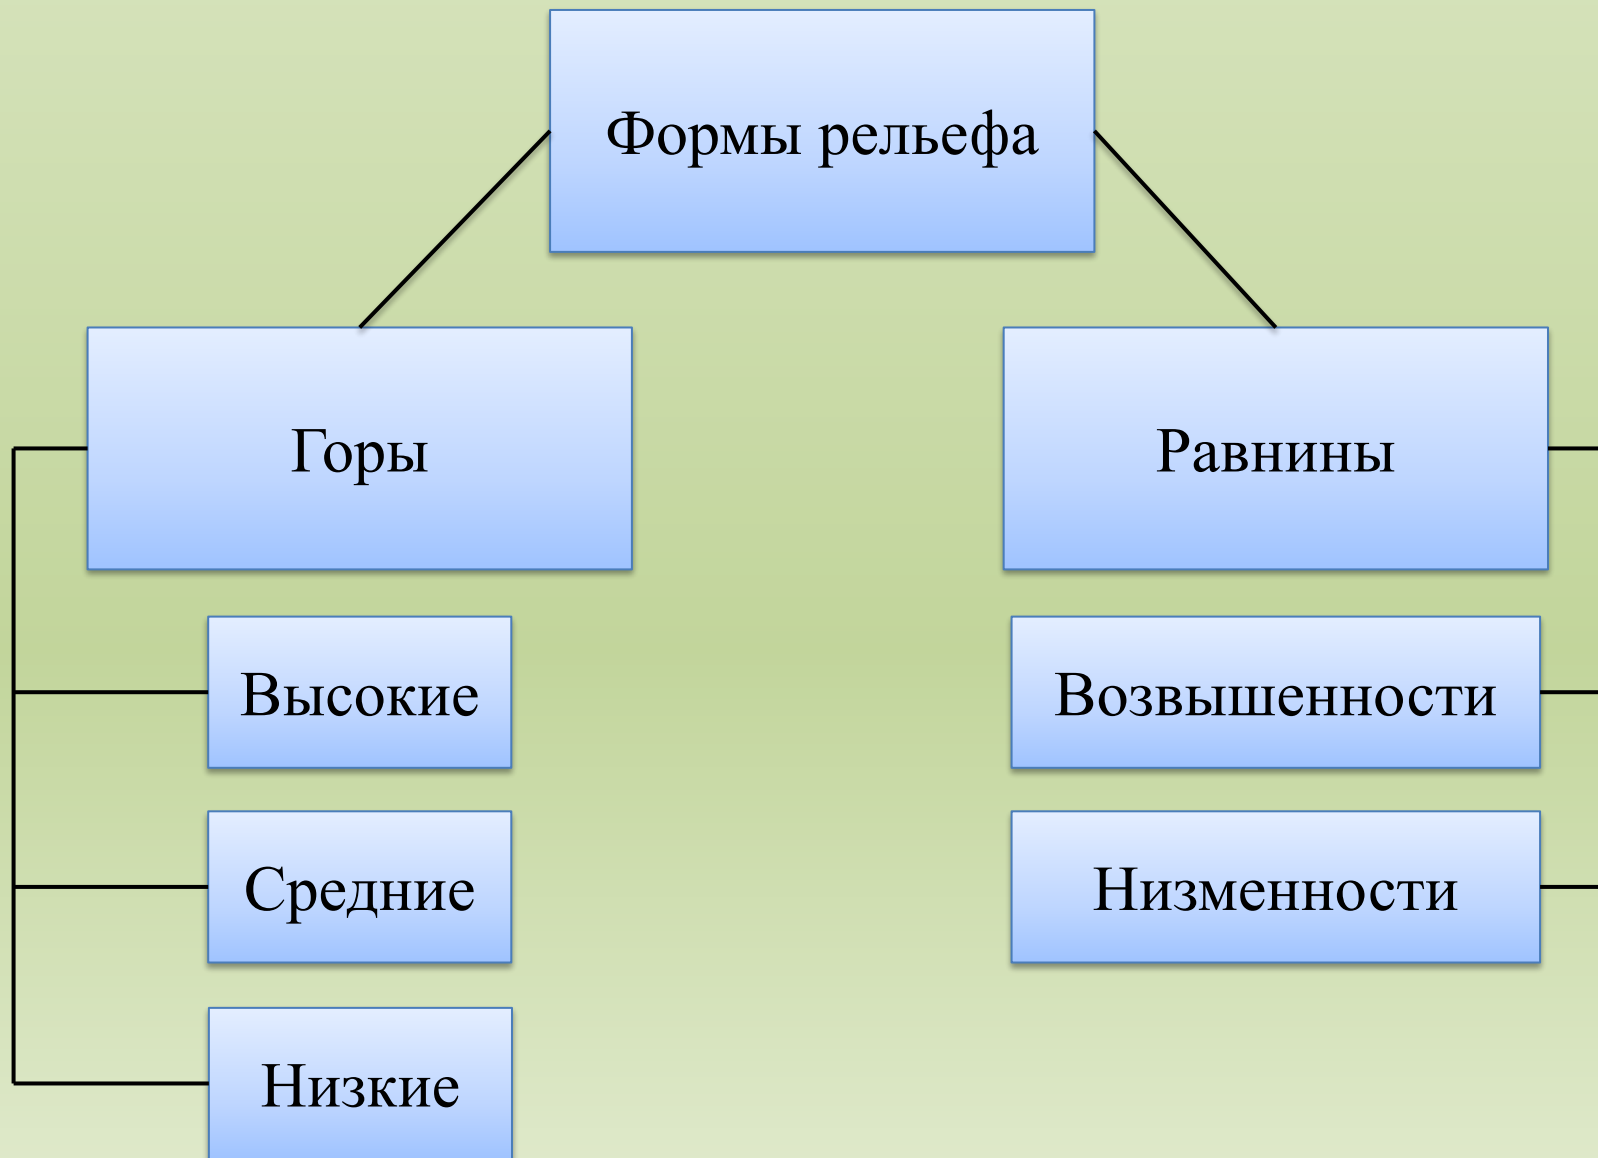 Формы рельефа
Горы
Равнины
Высокие
Возвышенности
Средние
Низменности
Низкие